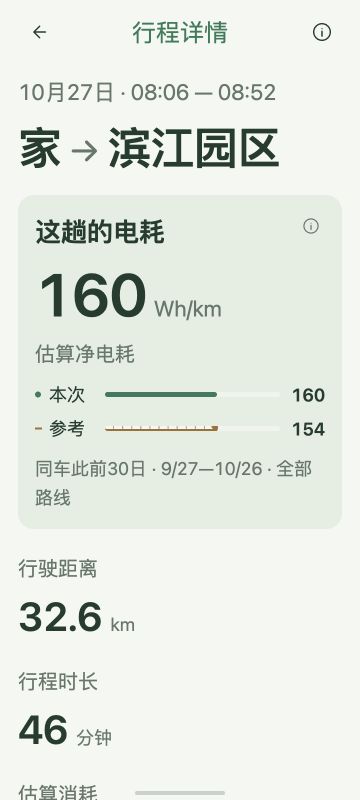 行程详情
10月27日 · 08:06 — 08:52
家 → 滨江园区
这趟的电耗
160 Wh/km
估算净电耗
本次 160
参考 154
同车此前30日 · 9/27—10/26 · 全部
路线
行驶距离
32.6 km
行程时长
46 分钟
估算消耗